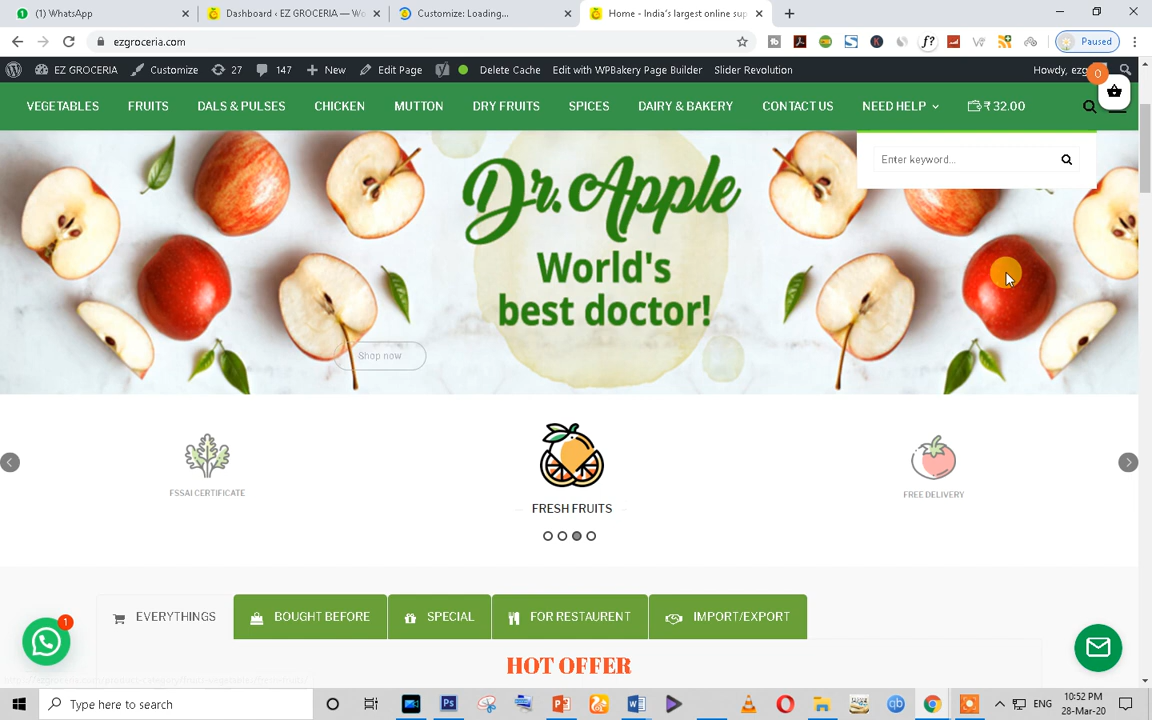 (1) WhatsApp
Dashboard ‹ EZ GROCERIA — Wo
Customize: Loading...
Home - India's largest online sup
ezgroceria.com
Paused
EZ GROCERIA
Customize
27
147
New
Edit Page
Delete Cache
Edit with WPBakery Page Builder
Slider Revolution
Howdy, ezg
0
VEGETABLES
FRUITS
DALS & PULSES
CHICKEN
MUTTON
DRY FRUITS
SPICES
DAIRY & BAKERY
CONTACT US
NEED HELP
₹ 32.00
Enter keyword...
Dr. Apple
World's
best doctor!
Shop now
FSSAI CERTIFICATE
FRESH FRUITS
FREE DELIVERY
EVERYTHINGS
BOUGHT BEFORE
SPECIAL
FOR RESTAURENT
IMPORT/EXPORT
1
HOT OFFER
Type here to search
ENG
10:52 PM
28-Mar-20